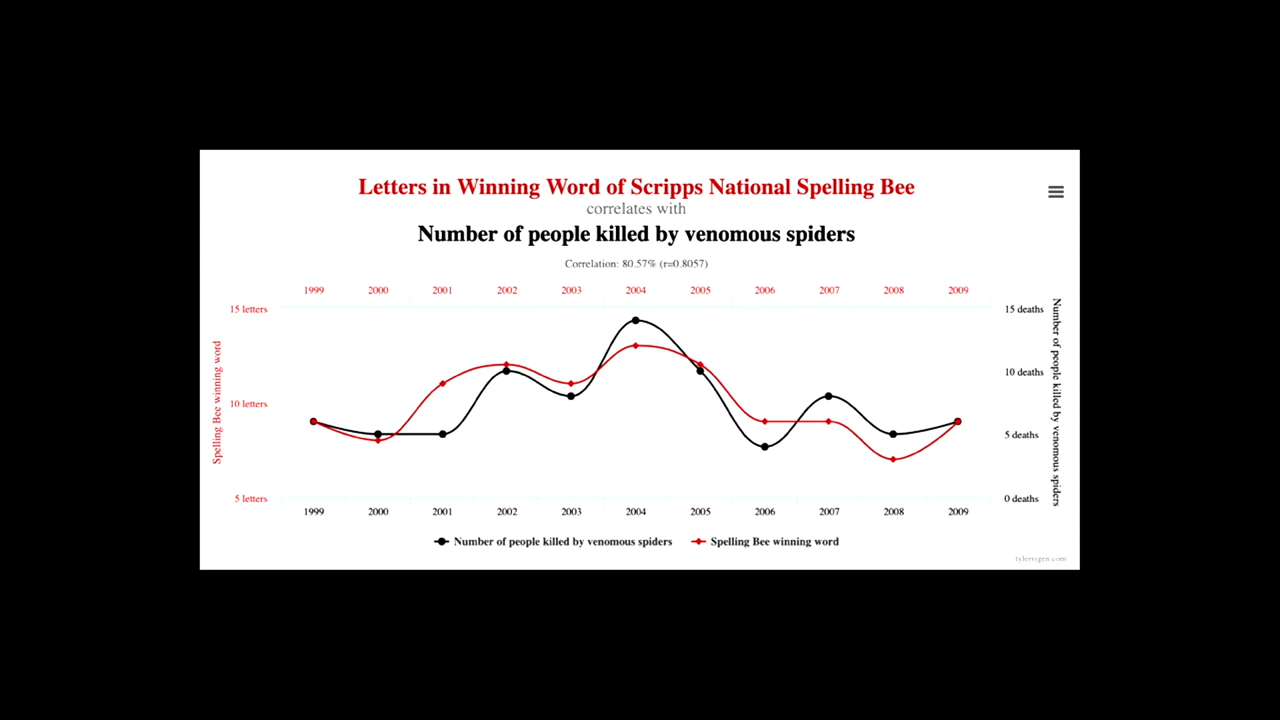 Letters in Winning Word of Scripps National Spelling Bee
correlates with
Number of people killed by venomous spiders
Correlation: 80.57% (r=0.8057)
1999 2000 2001 2002 2003 2004 2005 2006 2007 2008 2009
15 letters
10 letters
5 letters
Spelling Bee winning word
15 deaths
10 deaths
5 deaths
0 deaths
Number of people killed by venomous spiders
1999 2000 2001 2002 2003 2004 2005 2006 2007 2008 2009
Number of people killed by venomous spiders Spelling Bee winning word
tylervigen.com